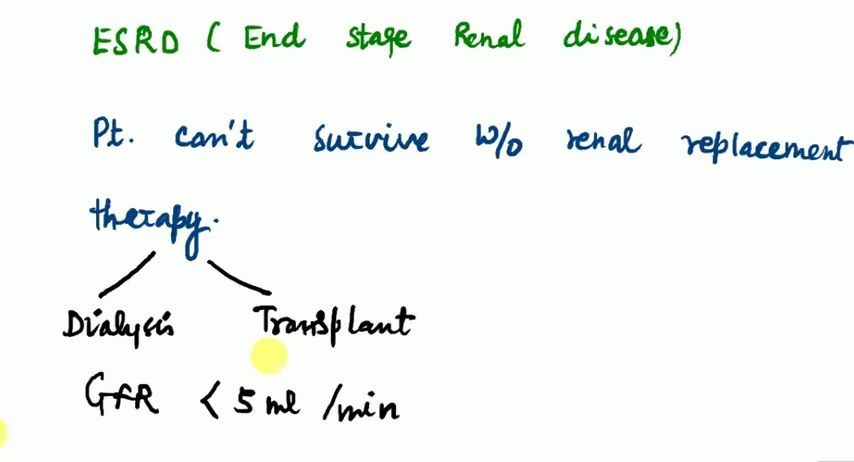 ESRD ( End stage Renal disease)
Pt. can't survive w/o renal replacement
therapy.
Dialysis Transplant
GFR < 5 ml /min